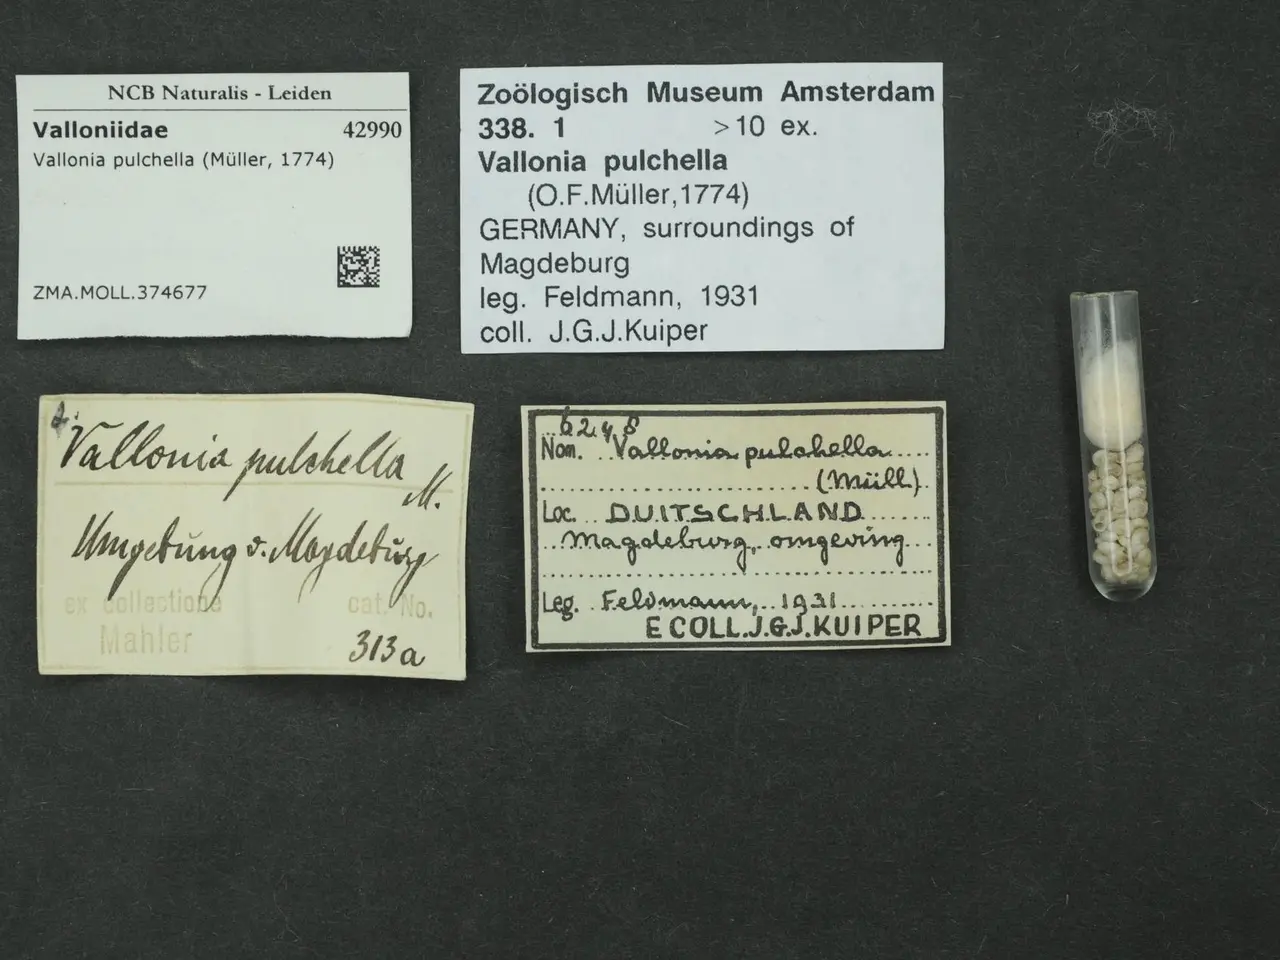 NCB Naturalis - Leiden
Valloniidae 42990
Vallonia pulchella (Müller, 1774)
ZMA.MOLL.374677
Zoölogisch Museum Amsterdam
338. 1 >10 ex.
Vallonia pulchella
(O.F.Müller,1774)
GERMANY, surroundings of
Magdeburg
leg. Feldmann, 1931
coll. J.G.J.Kuiper
Vallonia pulchella
M.
Umgebung v. Magdeburg
ex collectione cat. No.
Mahler
313a
6248
Nom. Vallonia pulchella
(Müll)
Loc. DUITSCHLAND
Magdeburg, omgeving
Leg. Feldmann, 1931
E COLL.J.G.J.KUIPER